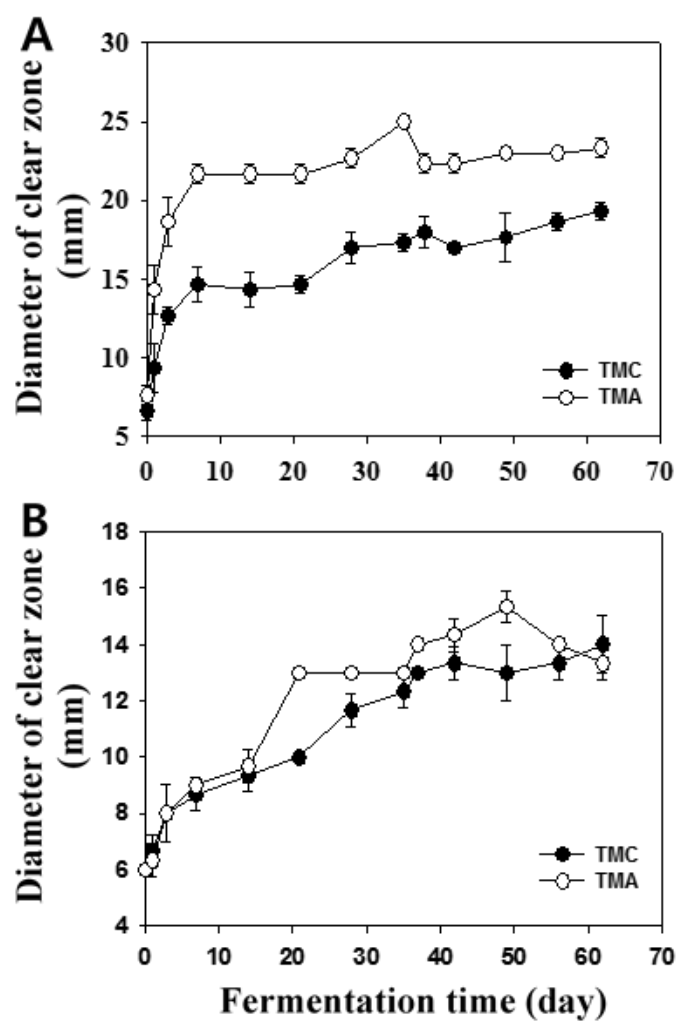 A
Diameter of clear zone
(mm)
30
25
20
15
10
5
0 10 20 30 40 50 60 70
TMC
TMA
B
Diameter of clear zone
(mm)
18
16
14
12
10
8
6
4
0 10 20 30 40 50 60 70
TMC
TMA
Fermentation time (day)